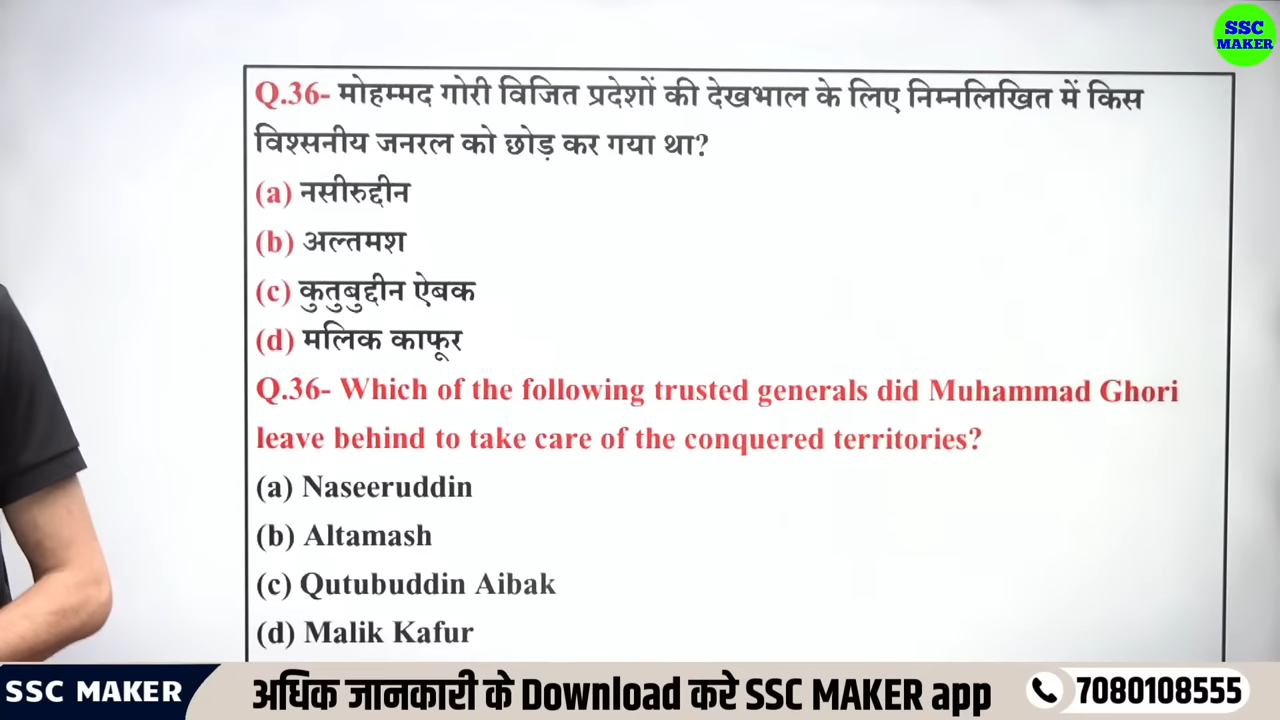 SSC
MAKER
Q.36- मोहम्मद गोरी विजित प्रदेशों की देखभाल के लिए निम्नलिखित में किस
विश्सनीय जनरल को छोड़ कर गया था?
(a) नसीरुद्दीन
(b) अल्तमश
(c) कुतुबुद्दीन ऐबक
(d) मलिक काफूर
Q.36- Which of the following trusted generals did Muhammad Ghori
leave behind to take care of the conquered territories?
(a) Naseeruddin
(b) Altamash
(c) Qutubuddin Aibak
(d) Malik Kafur
SSC MAKER
अधिक जानकारी के Download करे SSC MAKER app
7080108555